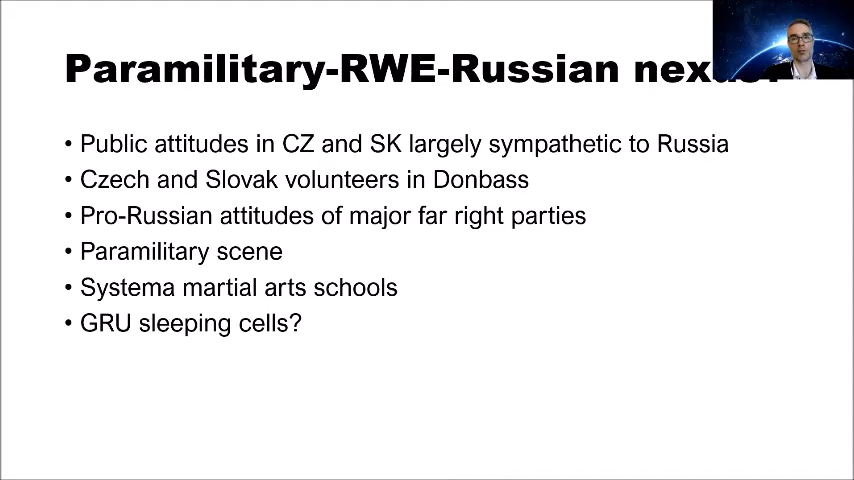 Paramilitary-RWE-Russian
• Public attitudes in CZ and SK largely sympathetic to Russia
• Czech and Slovak volunteers in Donbass
• Pro-Russian attitudes of major far right parties
• Paramilitary scene
• Systema martial arts schools
• GRU sleeping cells?